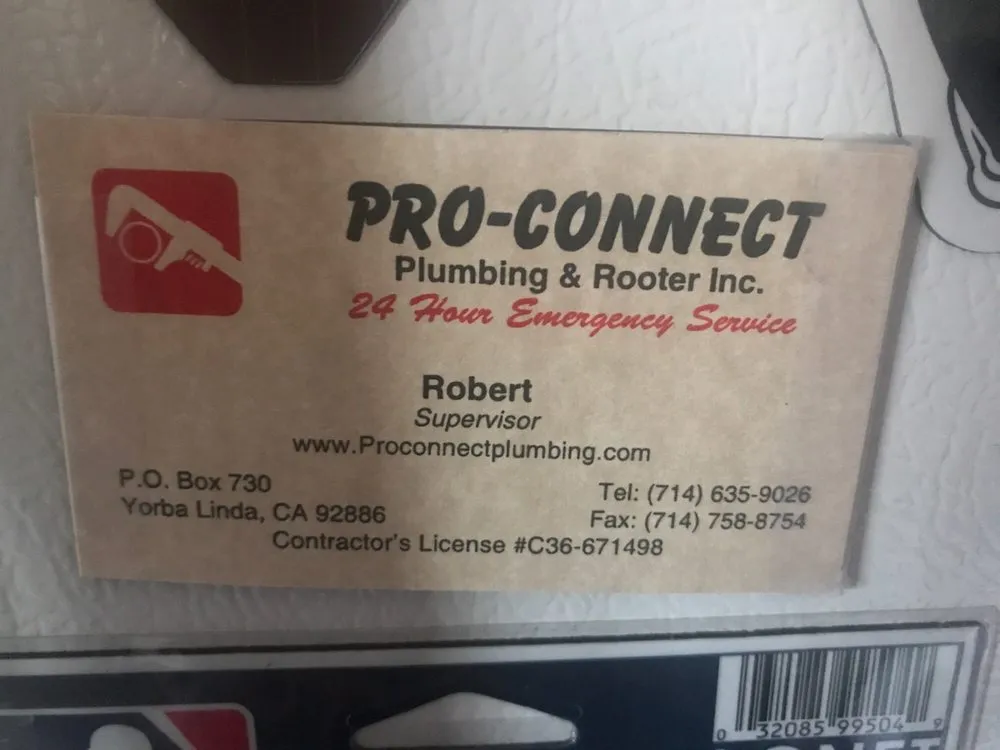 PRO-CONNECT
Plumbing & Rooter Inc.
24 Hour Emergency Service
Robert
Supervisor
www.Proconnectplumbing.com
P.O. Box 730
Yorba Linda, CA 92886
Tel: (714) 635-9026
Fax: (714) 758-8754
Contractor's License #C36-671498
0 32085 99504 9